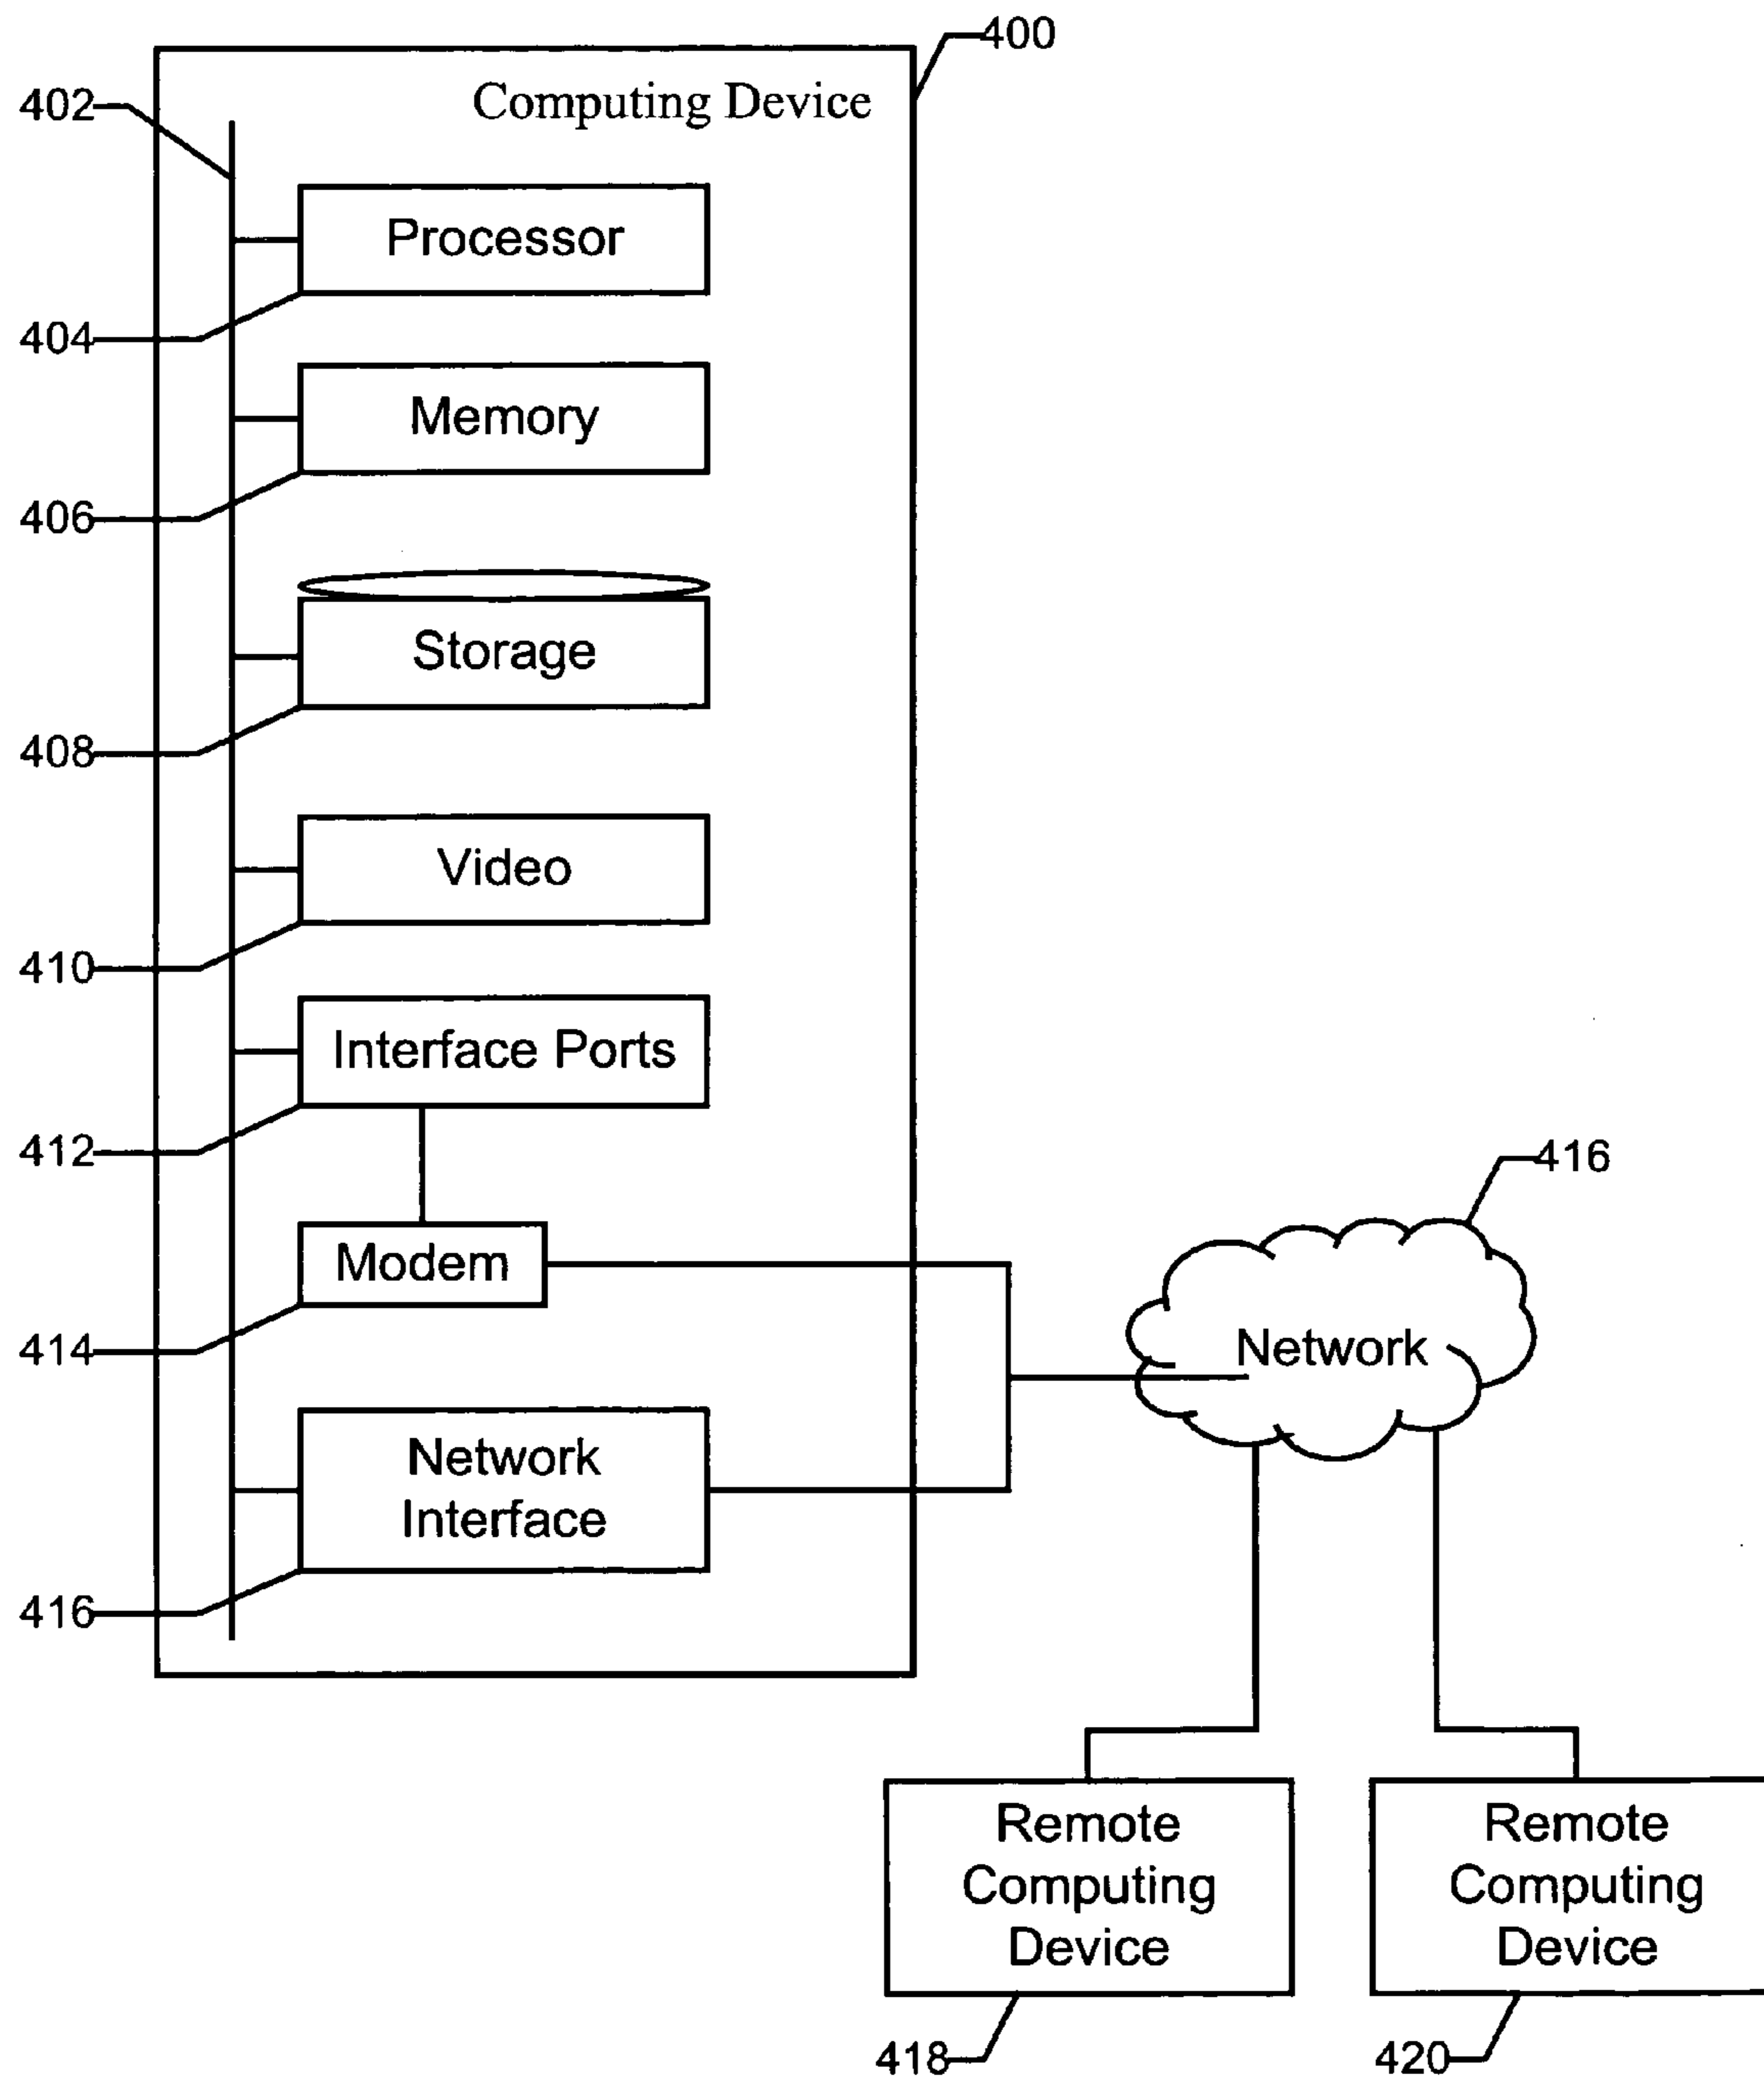 400
Computing Device
402
Processor
404
Memory
406
Storage
408
Video
410
Interface Ports
412
416
Modem
414
Network
Network
Interface
416
Remote
Computing
Device
Remote
Computing
Device
418
420